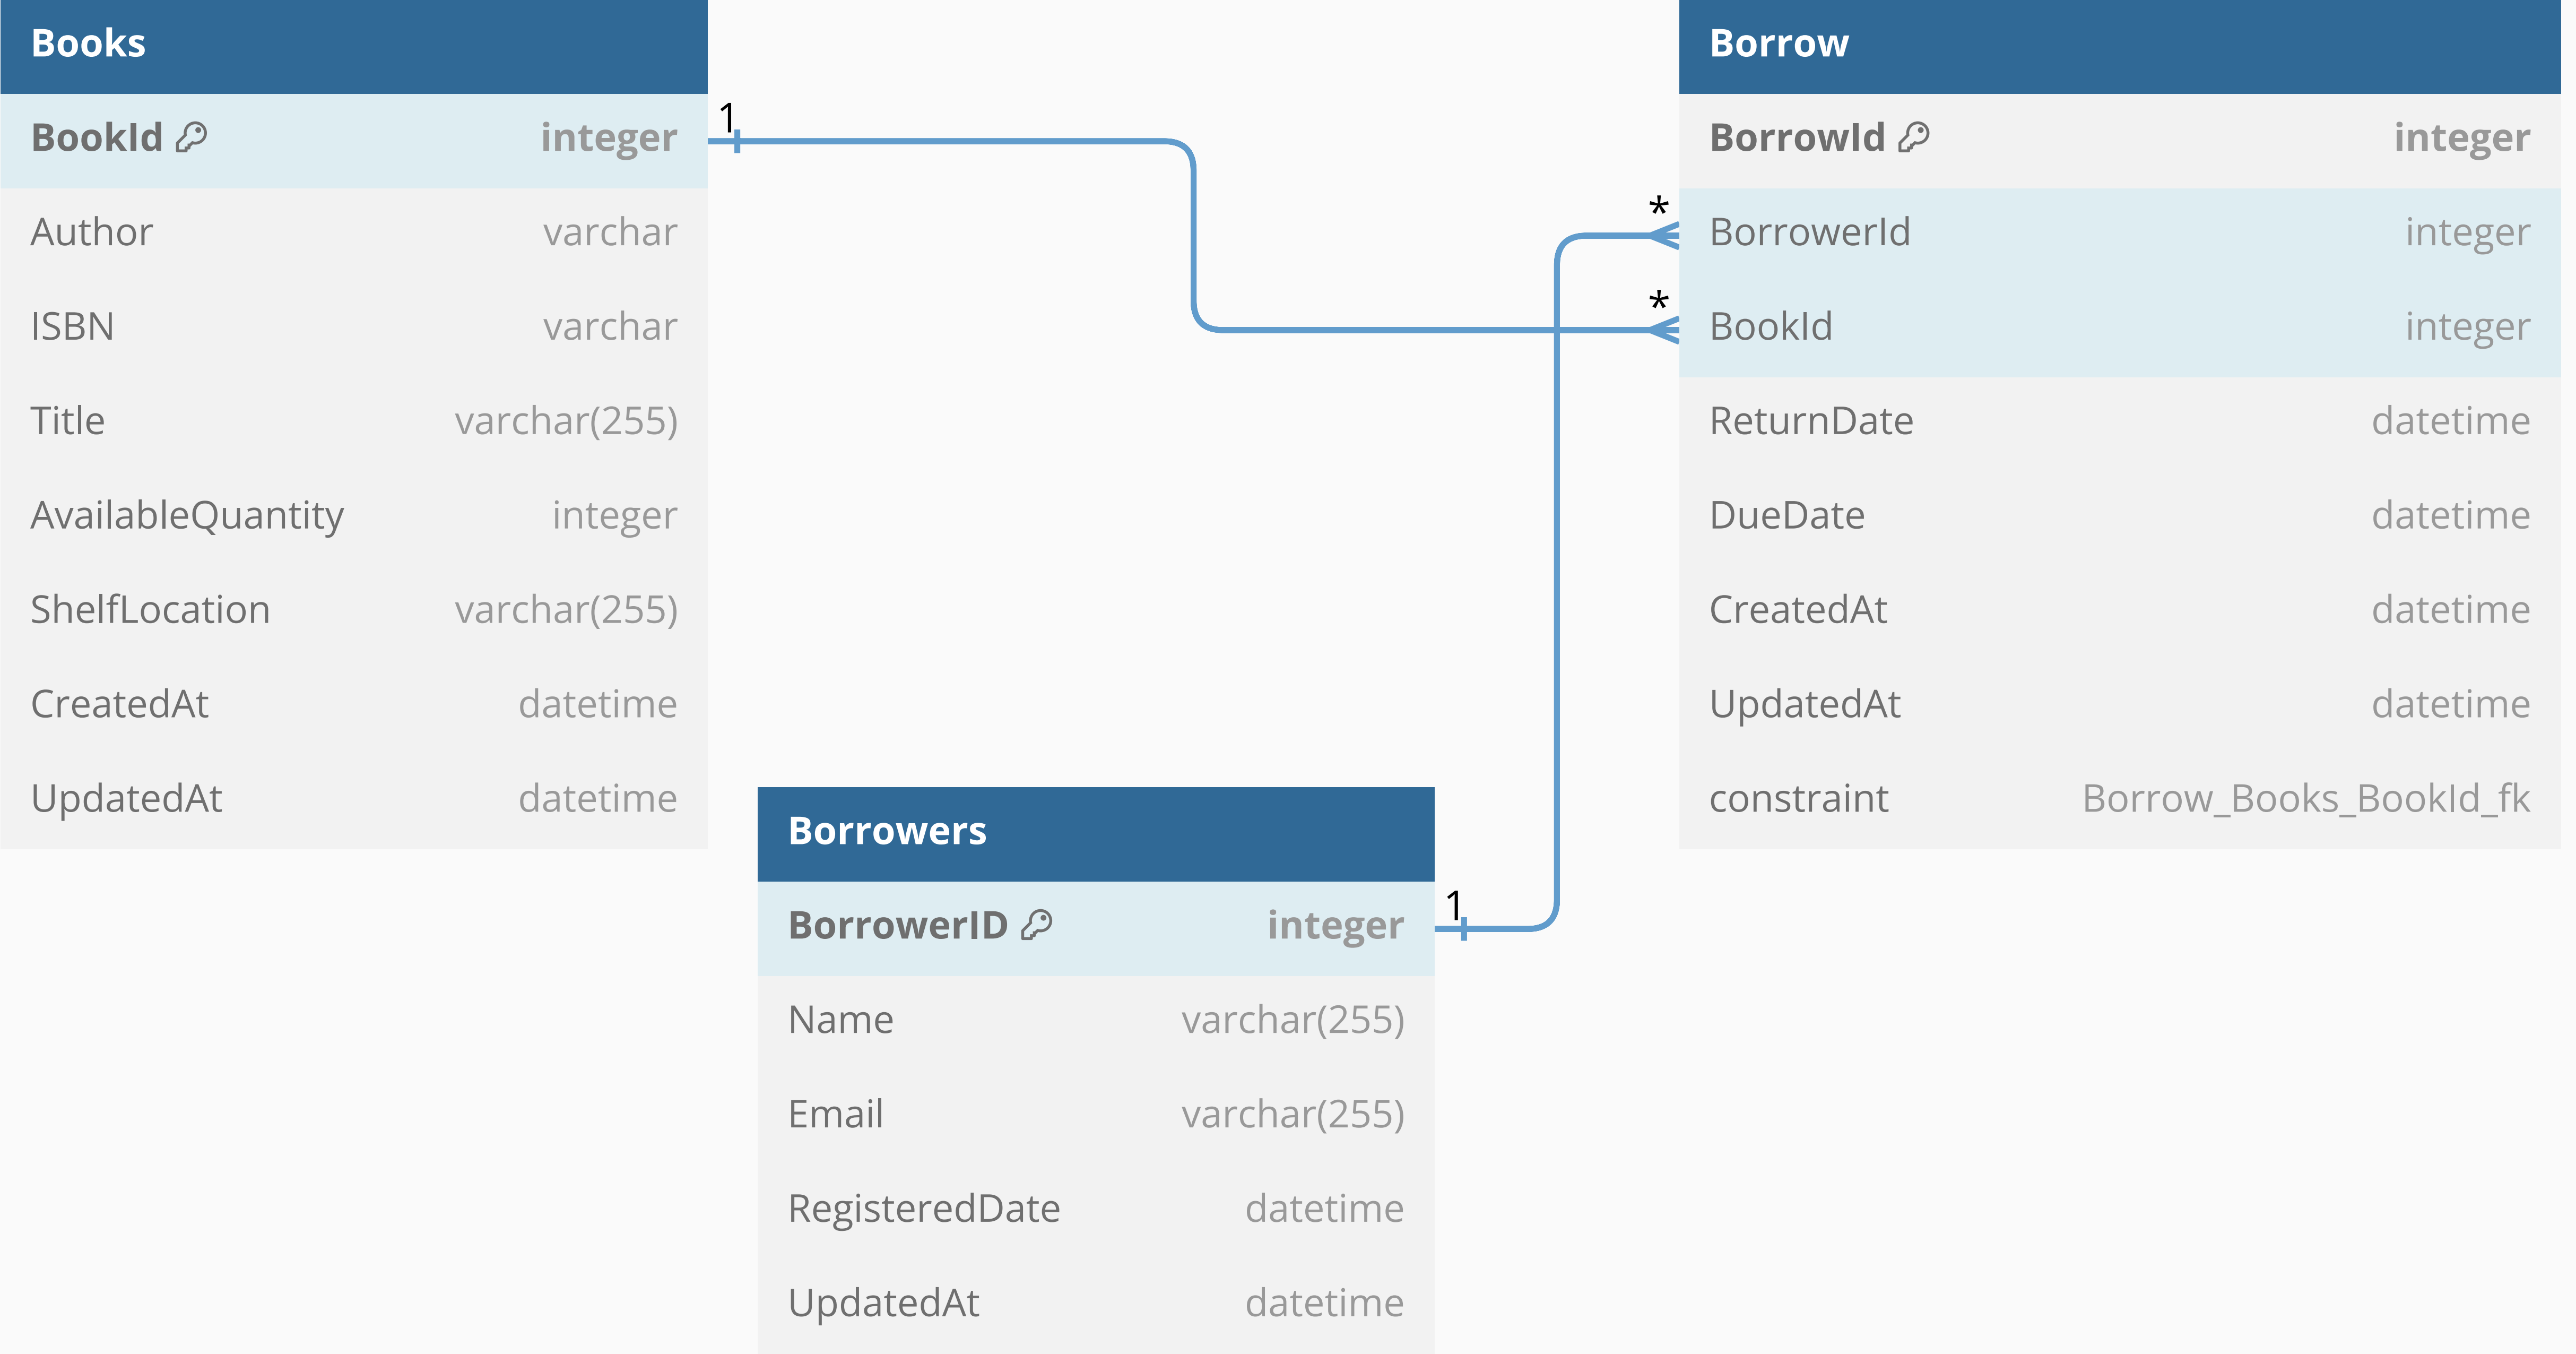 Books
BookId integer
Author varchar
ISBN varchar
Title varchar(255)
AvailableQuantity integer
ShelfLocation varchar(255)
CreatedAt datetime
UpdatedAt datetime
1
*
*
Borrow
BorrowId integer
BorrowerId integer
BookId integer
ReturnDate datetime
DueDate datetime
CreatedAt datetime
UpdatedAt datetime
constraint Borrow_Books_BookId_fk
Borrowers
BorrowerID integer
Name varchar(255)
Email varchar(255)
RegisteredDate datetime
UpdatedAt datetime
1